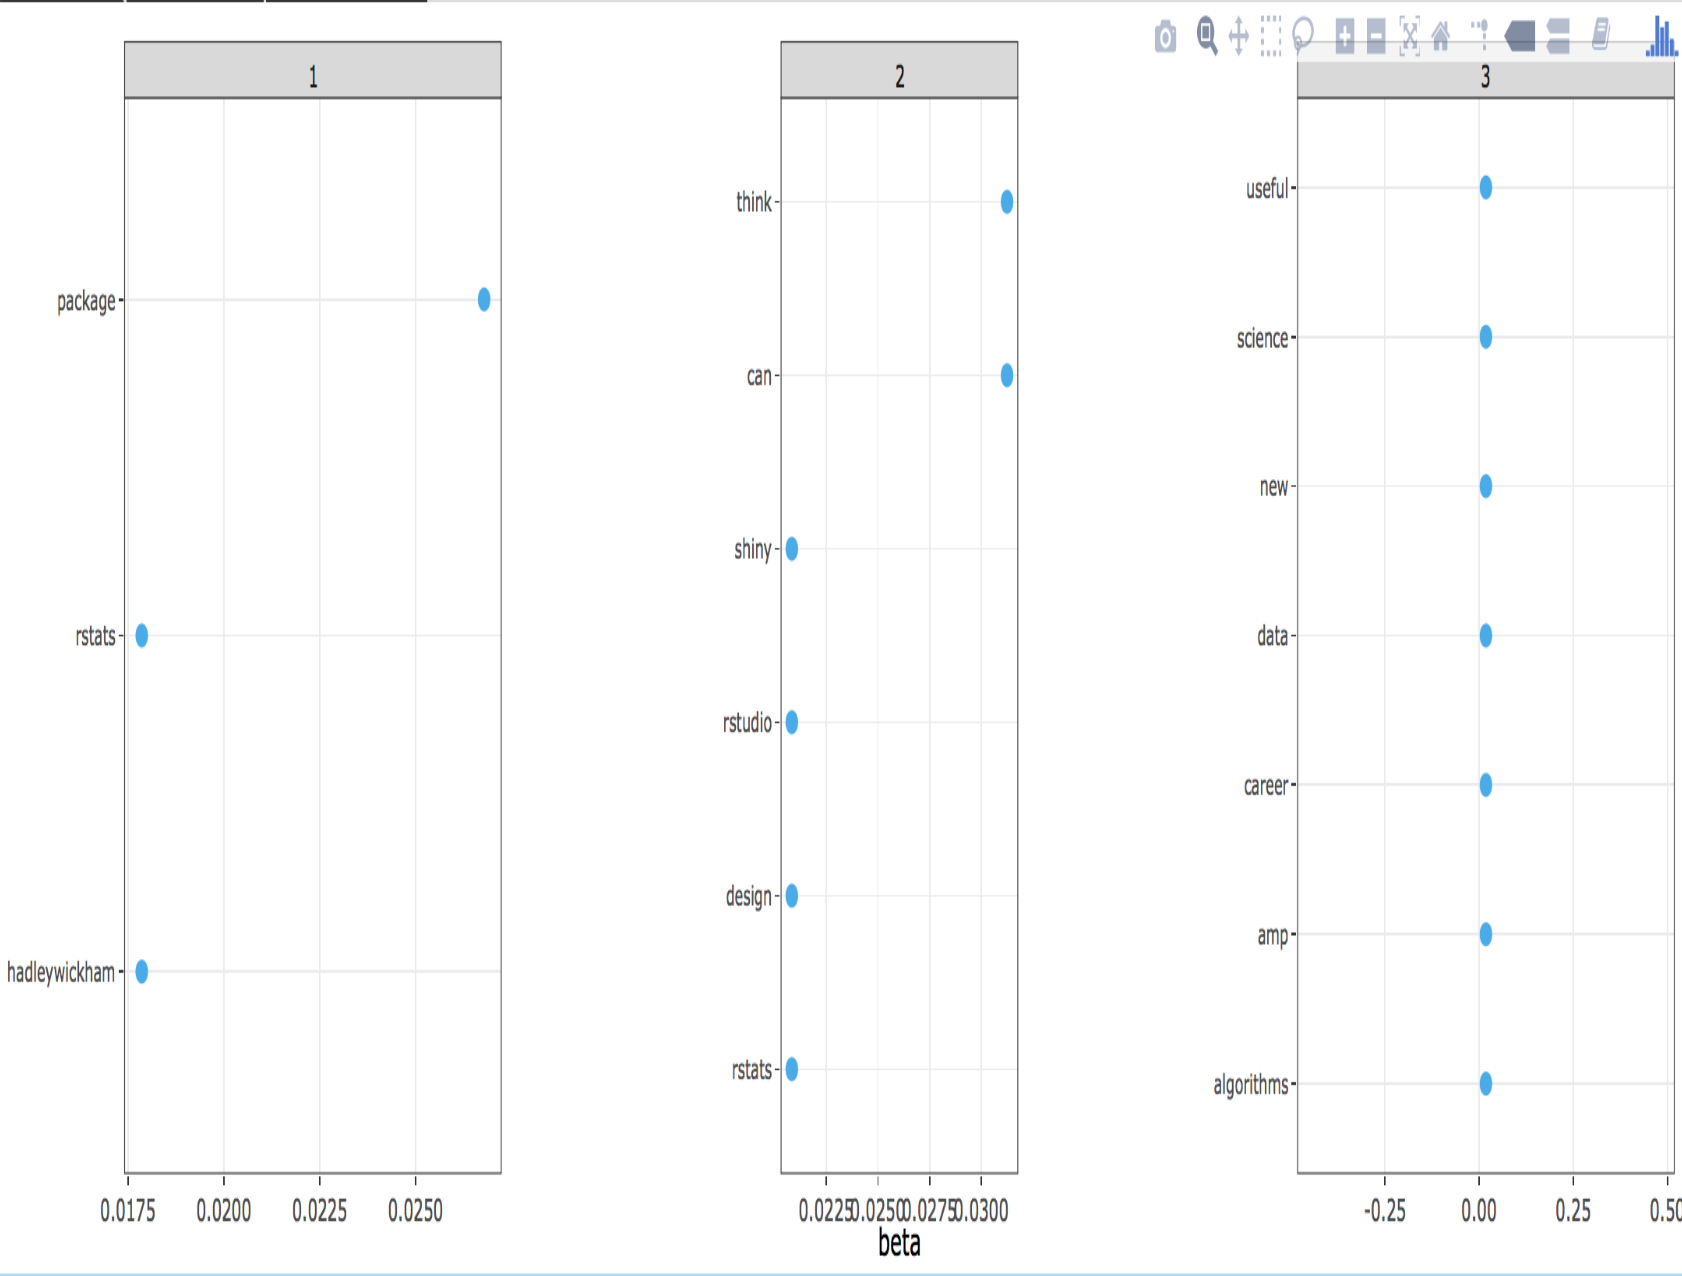 1
2
3
package
rstats
hadleywickham
think
can
shiny
rstudio
design
rstats
useful
science
new
data
career
amp
algorithms
0.0175 0.0200 0.0225 0.0250
0.0225 0.0250 0.0275 0.0300
-0.25 0.00 0.25 0.50
beta